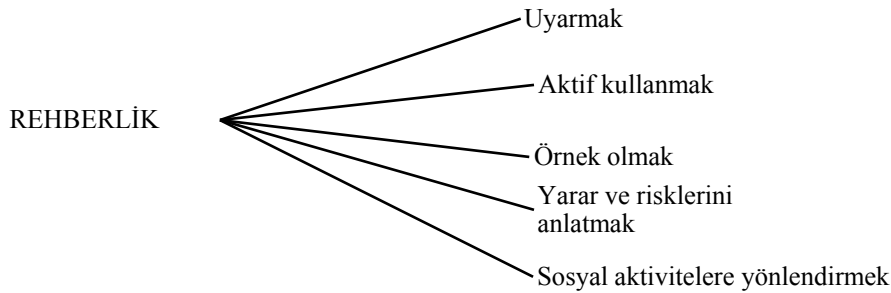 Uyarmak
Aktif kullanmak
REHBERLİK
Örnek olmak
Yarar ve risklerini
anlatmak
Sosyal aktivitelere yönlendirmek